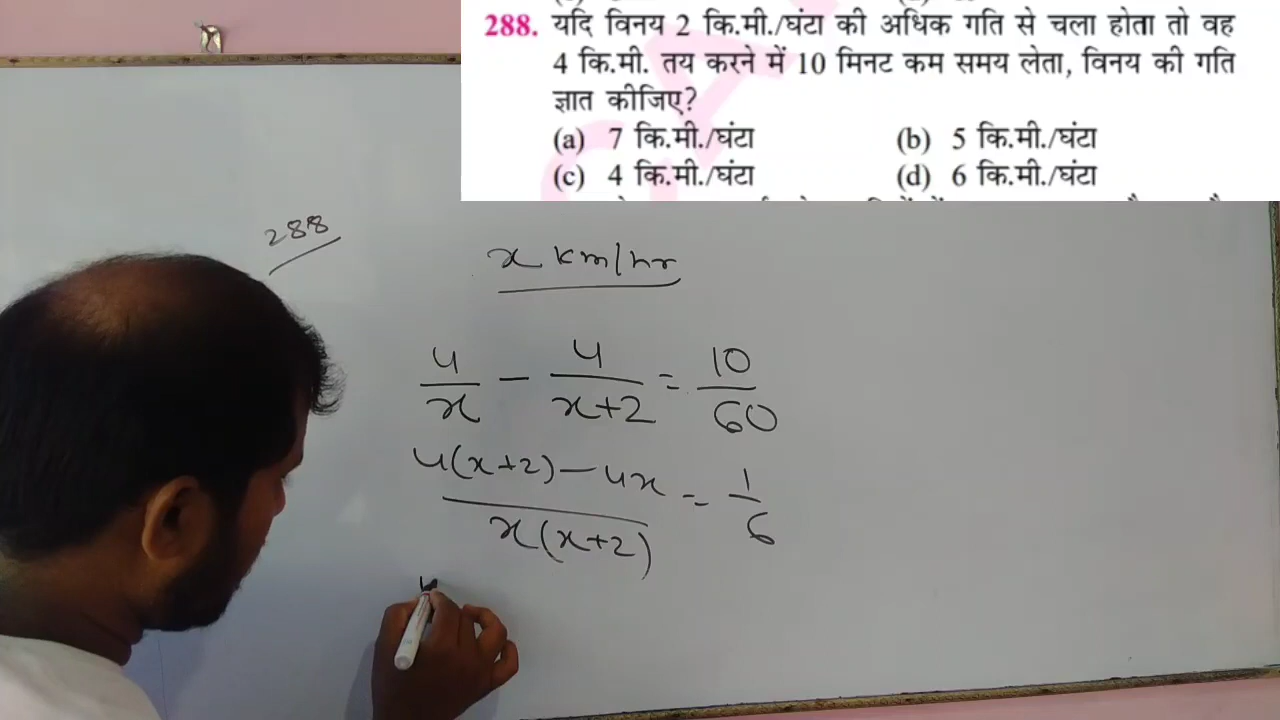 288. यदि विनय 2 कि.मी./घंटा की अधिक गति से चला होता तो वह
4 कि.मी. तय करने में 10 मिनट कम समय लेता, विनय की गति
ज्ञात कीजिए?
(a) 7 कि.मी./घंटा (b) 5 कि.मी./घंटा
(c) 4 कि.मी./घंटा (d) 6 कि.मी./घंटा
288
x km/hr
4/x - 4/(x+2) = 10/60
4(x+2) - 4x / x(x+2) = 1/6